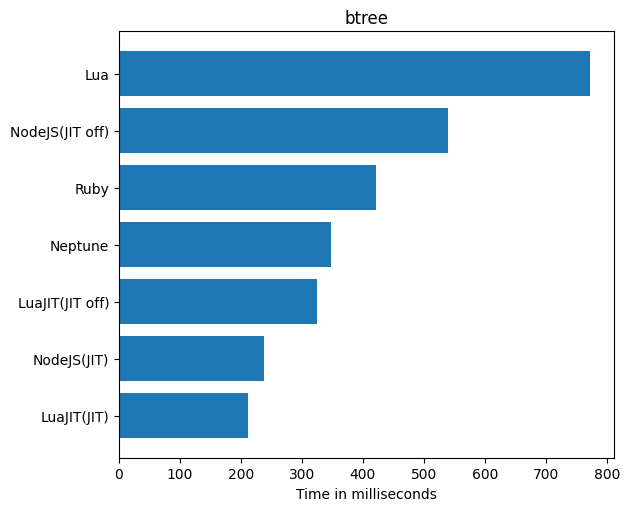 btree
Lua
NodeJS(JIT off)
Ruby
Neptune
LuaJIT(JIT off)
NodeJS(JIT)
LuaJIT(JIT)
0 100 200 300 400 500 600 700 800
Time in milliseconds